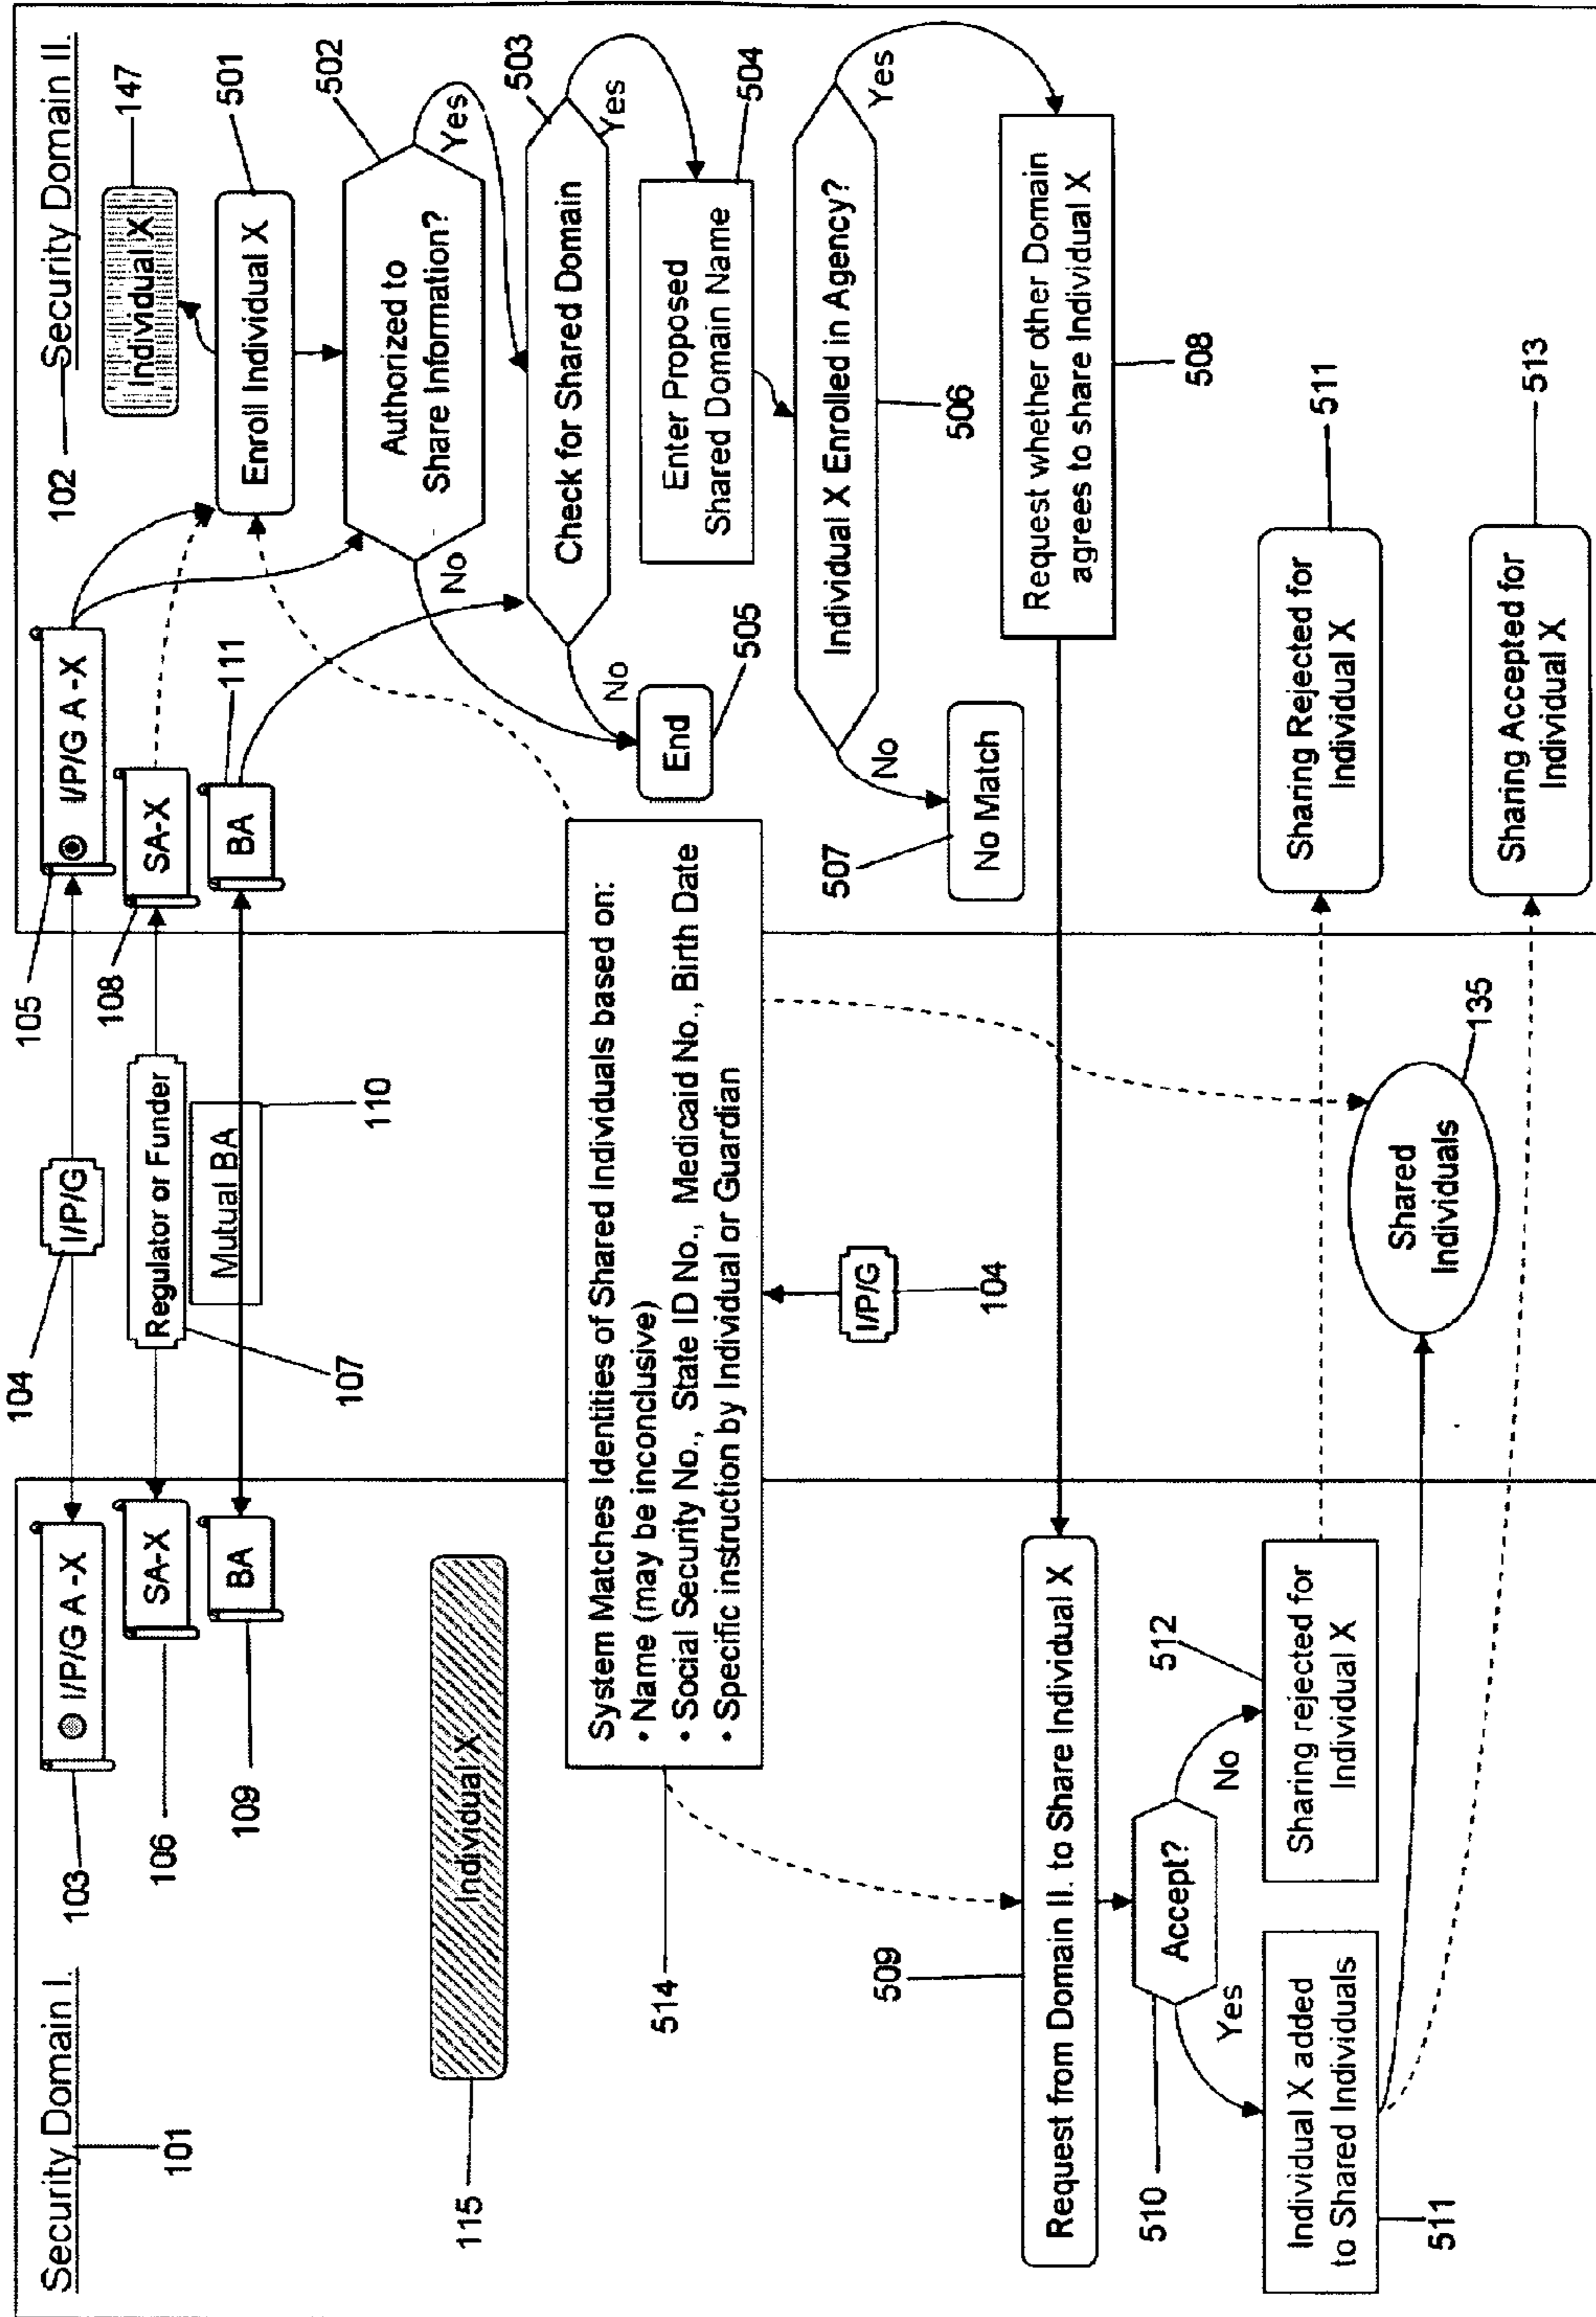 Security Domain I.
101
104
102
Security Domain II.
103
I/P/G A -X
I/P/G
105
I/P/G A -X
147
Individual X
106
SA-X
Regulator or Funder
107
108
SA-X
501
Enroll Individual X
109
BA
Mutual BA
110
BA
111
502
Authorized to
Share Information?
Yes
No
115
Individual X
503
Check for Shared Domain
Yes
No
514
System Matches Identities of Shared Individuals based on:
• Name (may be inconclusive)
• Social Security No., State ID No., Medicaid No., Birth Date
• Specific instruction by Individual or Guardian
End
505
Enter Proposed
Shared Domain Name
504
I/P/G
104
Individual X Enrolled in Agency?
Yes
No
506
507
No Match
509
Request from Domain II. to Share Individual X
Request whether other Domain
agrees to share Individual X
508
510
Accept?
Yes
No
512
Individual X added
to Shared Individuals
511
Sharing rejected for
Individual X
Sharing Rejected for
Individual X
511
Shared
Individuals
135
Sharing Accepted for
Individual X
513